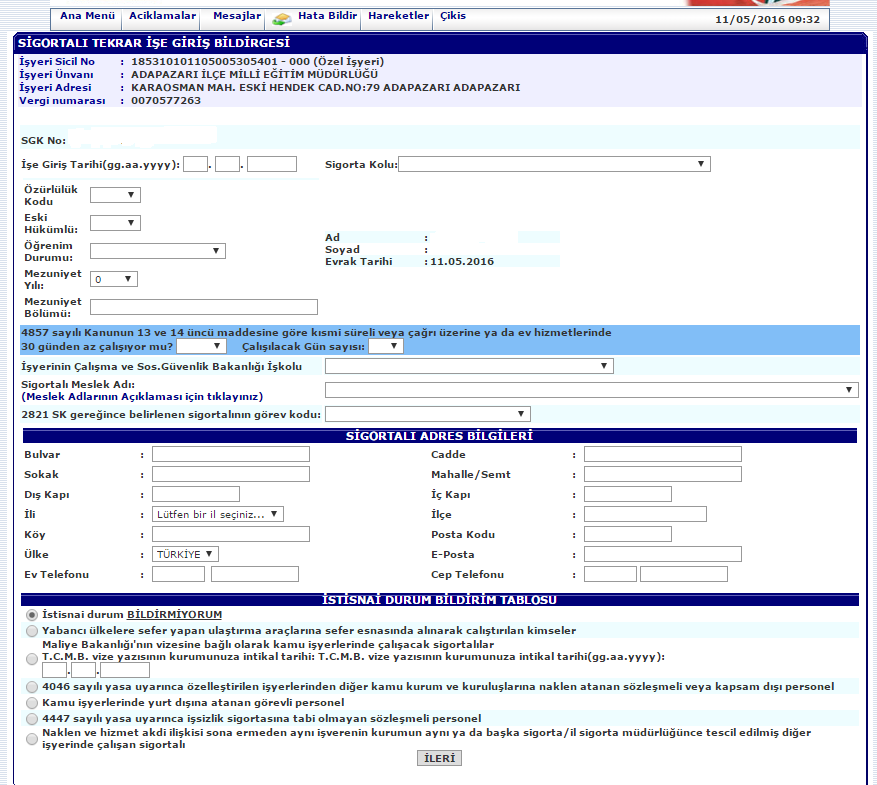 Ana Menü Açiklamalar Mesajlar Hata Bildir Hareketler Çikis
11/05/2016 09:32
SİGORTALI TEKRAR İŞE GİRİŞ BİLDİRGESİ
İşyeri Sicil No : 185310101105005305401 - 000 (Özel İşyeri)
İşyeri Ünvanı : ADAPAZARI İLÇE MİLLİ EĞİTİM MÜDÜRLÜĞÜ
İşyeri Adresi : KARAOSMAN MAH. ESKİ HENDEK CAD.NO:79 ADAPAZARI ADAPAZARI
Vergi numarası : 0070577263
SGK No:
İşe Giriş Tarihi(gg.aa.yyyy): . . Sigorta Kolu:
Özürlülük
Kodu
Eski
Hükümlü:
Öğrenim
Durumu:
Ad :
Soyad :
Evrak Tarihi : 11.05.2016
Mezuniyet
Yılı: 0
Mezuniyet
Bölümü:
4857 sayılı Kanunun 13 ve 14 üncü maddesine göre kısmi süreli veya çağrı üzerine ya da ev hizmetlerinde
30 günden az çalışıyor mu? Çalışılacak Gün sayısı:
İşyerinin Çalışma ve Sos.Güvenlik Bakanlığı İşkolu
Sigortalı Meslek Adı:
(Meslek Adlarının Açıklaması için tıklayınız)
2821 SK gereğince belirlenen sigortalının görev kodu:
SİGORTALI ADRES BİLGİLERİ
Bulvar : Cadde :
Sokak : Mahalle/Semt :
Dış Kapı : İç Kapı :
İli : Lütfen bir il seçiniz... İlçe :
Köy : Posta Kodu :
Ülke : TÜRKİYE E-Posta :
Ev Telefonu : Cep Telefonu :
İSTİSNAİ DURUM BİLDİRİM TABLOSU
İstisnai durum BİLDİRMİYORUM
Yabancı ülkelere sefer yapan ulaştırma araçlarına sefer esnasında alınarak calıştırılan kimseler
Maliye Bakanlığı'nın vizesine bağlı olarak kamu işyerlerinde çalışacak sigortalılar
T.C.M.B. vize yazısının kurumunuza intikal tarihi: T.C.M.B. vize yazısının kurumunuza intikal tarihi(gg.aa.yyyy):
. .
4046 sayılı yasa uyarınca özelleştirilen işyerlerinden diğer kamu kurum ve kuruluşlarına naklen atanan sözleşmeli veya kapsam dışı personel
Kamu işyerlerinde yurt dışına atanan görevli personel
4447 sayılı yasa uyarınca işsizlik sigortasına tabi olmayan sözleşmeli personel
Naklen ve hizmet akdi ilişkisi sona ermeden aynı işverenin kurumun aynı ya da başka sigorta/il sigorta müdürlüğünce tescil edilmiş diğer
işyerinde çalışan sigortalı
İLERİ